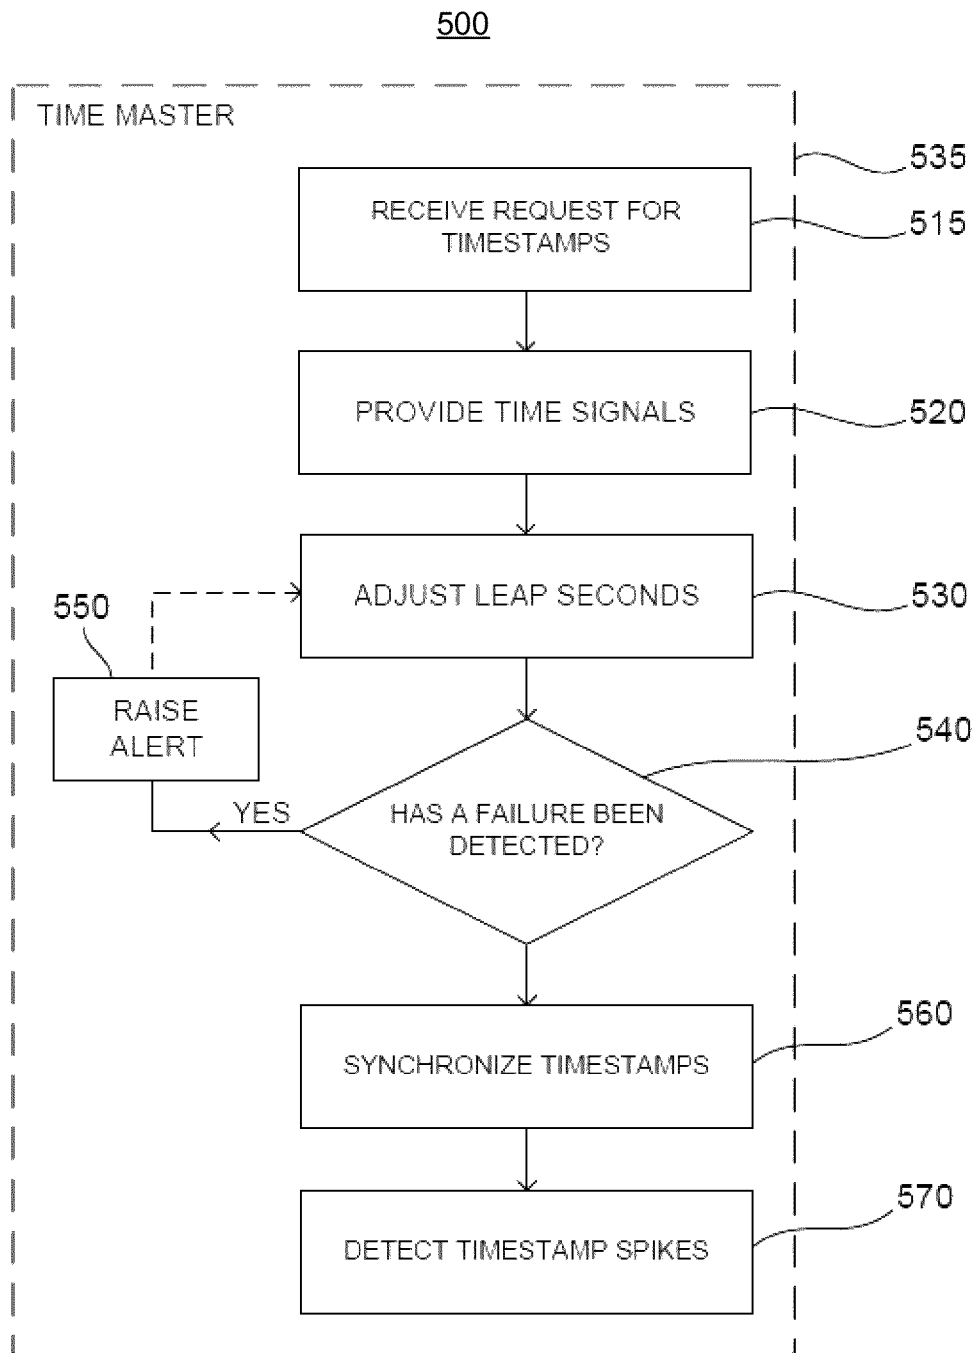 500
TIME MASTER
535
RECEIVE REQUEST FOR
TIMESTAMPS
515
PROVIDE TIME SIGNALS
520
ADJUST LEAP SECONDS
530
550
RAISE
ALERT
540
YES
HAS A FAILURE BEEN
DETECTED?
560
SYNCHRONIZE TIMESTAMPS
570
DETECT TIMESTAMP SPIKES